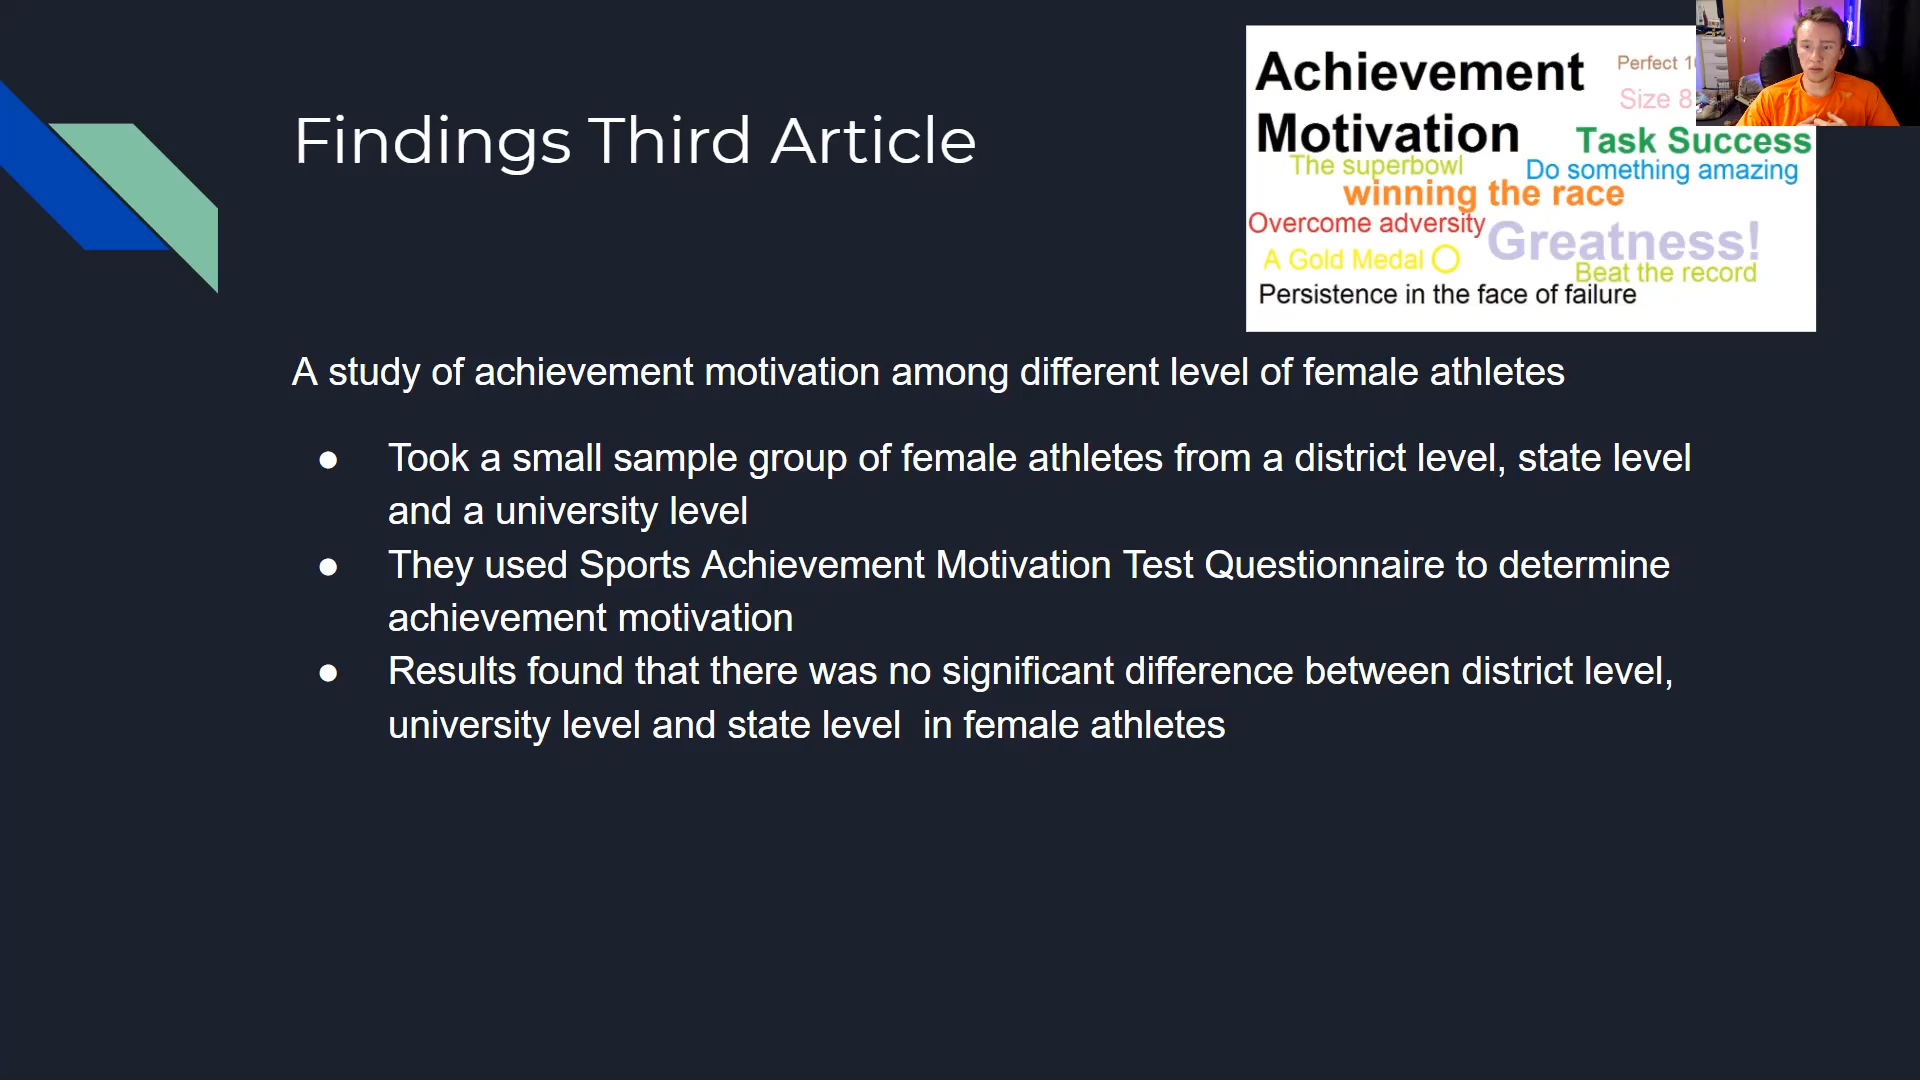 Findings Third Article
Achievement
Motivation
Perfect
Size 8
Task Success
The superbowl
Do something amazing
winning the race
Overcome adversity
Greatness!
A Gold Medal
Beat the record
Persistence in the face of failure
A study of achievement motivation among different level of female athletes
● Took a small sample group of female athletes from a district level, state level
and a university level
● They used Sports Achievement Motivation Test Questionnaire to determine
achievement motivation
● Results found that there was no significant difference between district level,
university level and state level in female athletes